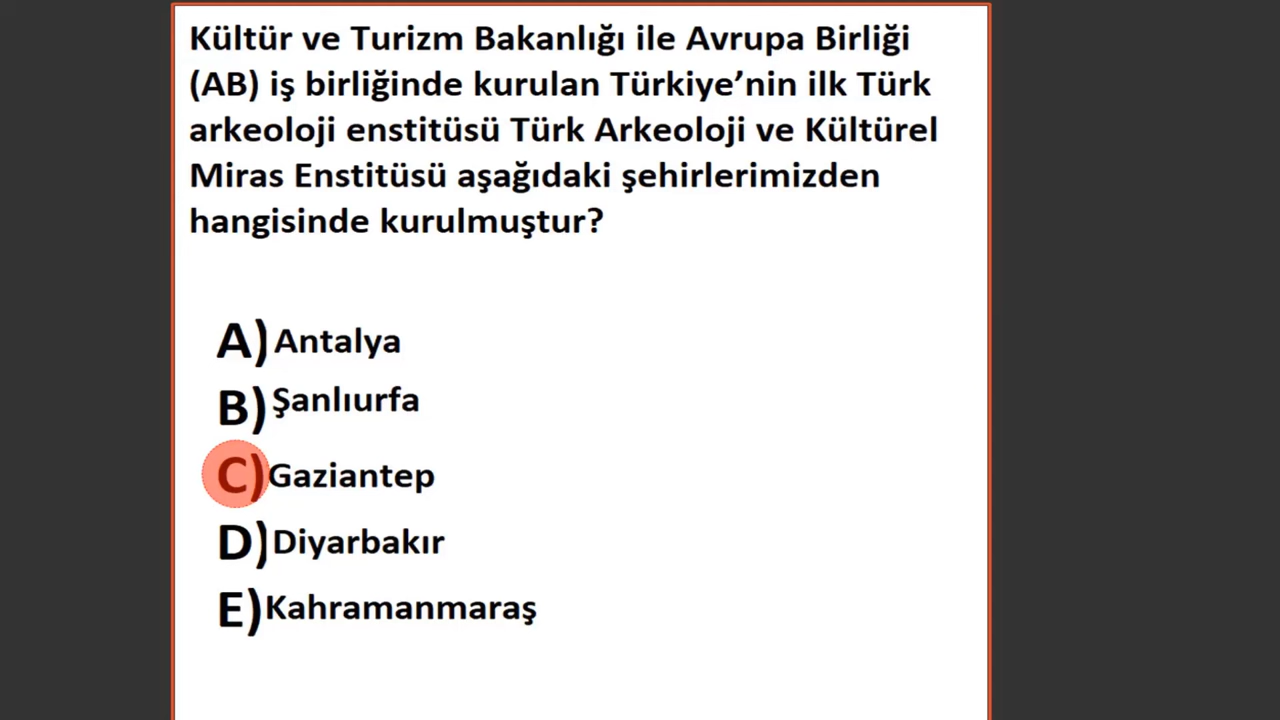 Kültür ve Turizm Bakanlığı ile Avrupa Birliği
(AB) iş birliğinde kurulan Türkiye’nin ilk Türk
arkeoloji enstitüsü Türk Arkeoloji ve Kültürel
Miras Enstitüsü aşağıdaki şehirlerimizden
hangisinde kurulmuştur?
A) Antalya
B) Şanlıurfa
C) Gaziantep
D) Diyarbakır
E) Kahramanmaraş